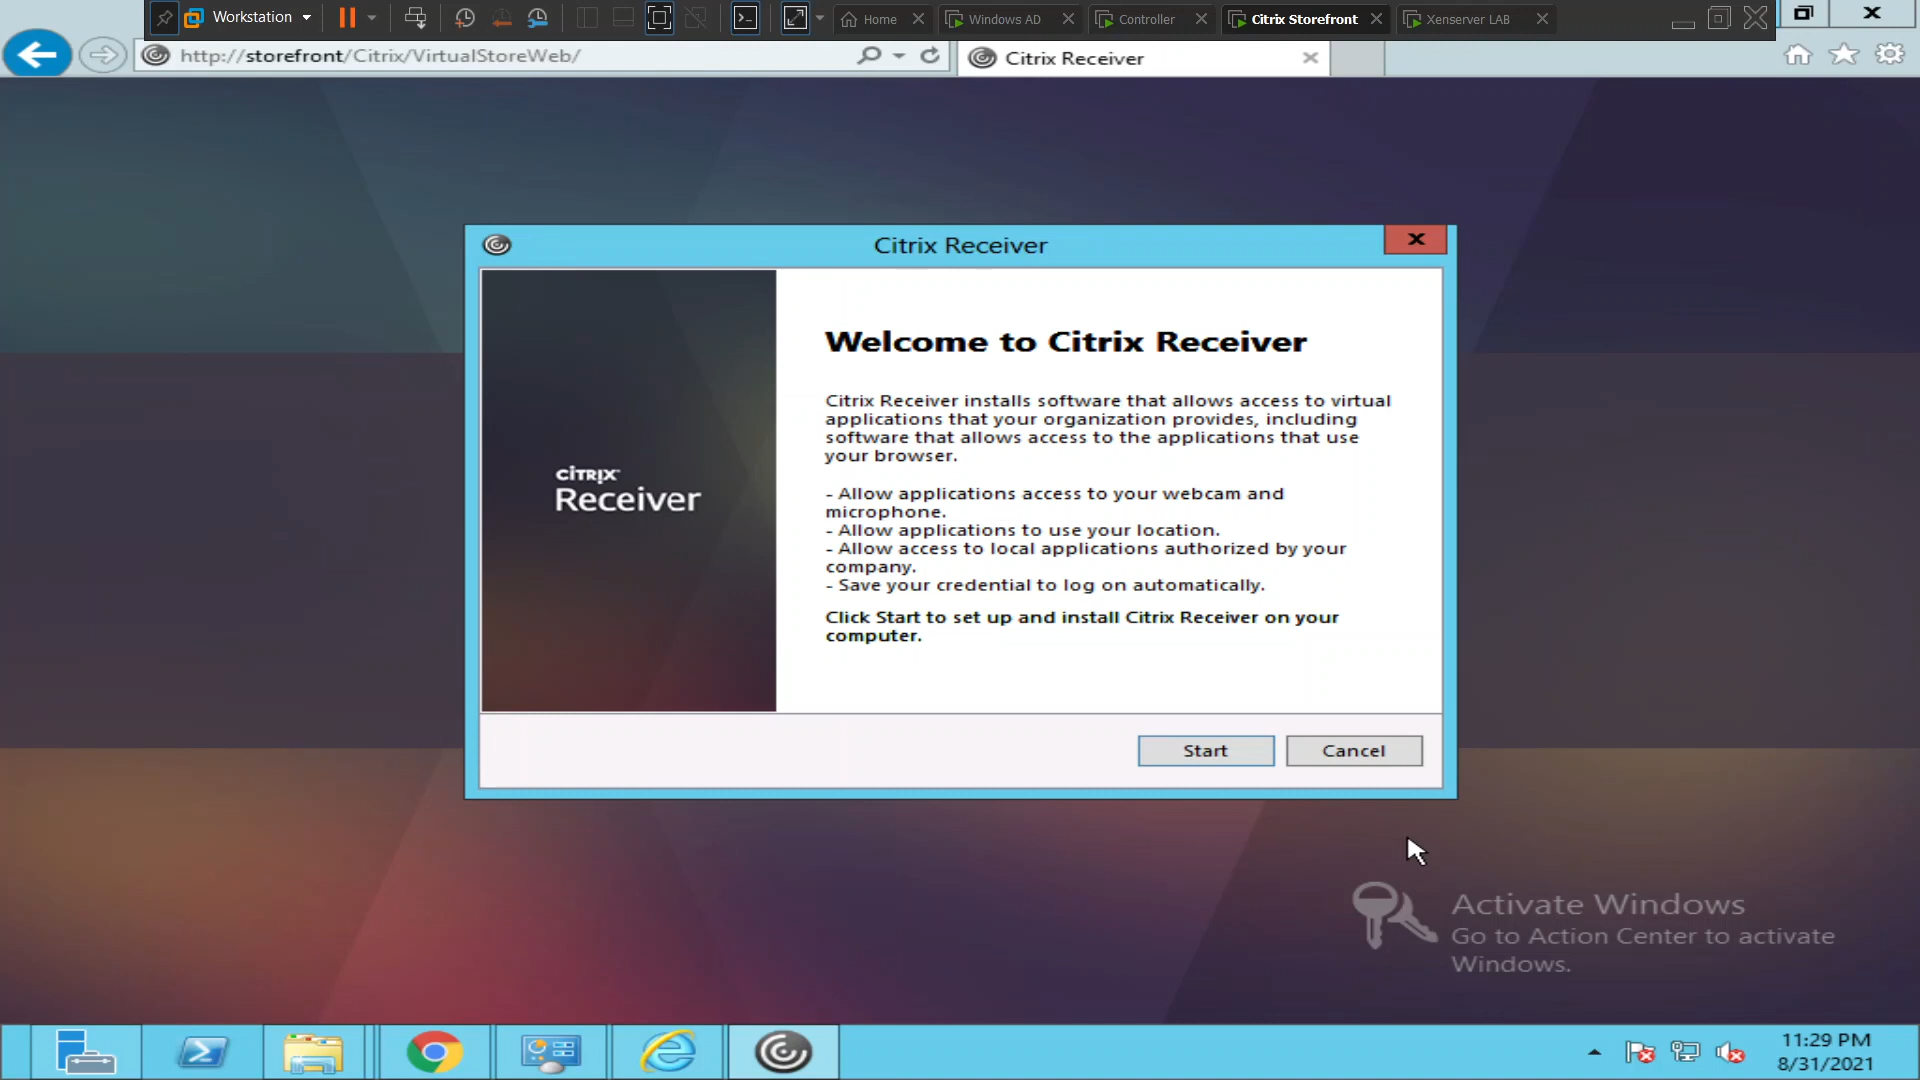 Workstation
Home
Windows AD
Controller
Citrix Storefront
Xenserver LAB
http://storefront/Citrix/VirtualStoreWeb/
Citrix Receiver
Citrix Receiver
CITRIX
Receiver
Welcome to Citrix Receiver
Citrix Receiver installs software that allows access to virtual
applications that your organization provides, including
software that allows access to the applications that use
your browser.
- Allow applications access to your webcam and
microphone.
- Allow applications to use your location.
- Allow access to local applications authorized by your
company.
- Save your credential to log on automatically.
Click Start to set up and install Citrix Receiver on your
computer.
Start
Cancel
Activate Windows
Go to Action Center to activate
Windows.
11:29 PM
8/31/2021